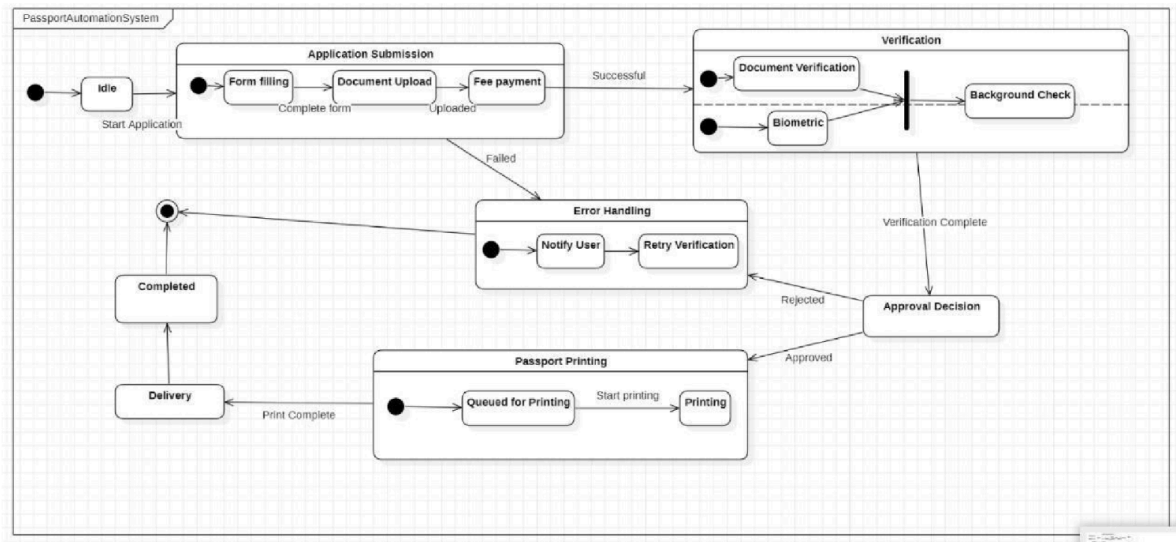 PassportAutomationSystem
Application Submission
Verification
Form filling
Document Upload
Fee payment
Successful
Document Verification
Idle
Background Check
Complete form
Uploaded
Start Application
Biometric
Failed
Error Handling
Verification Complete
Notify User
Retry Verification
Completed
Rejected
Approval Decision
Passport Printing
Approved
Delivery
Queued for Printing
Start printing
Printing
Print Complete